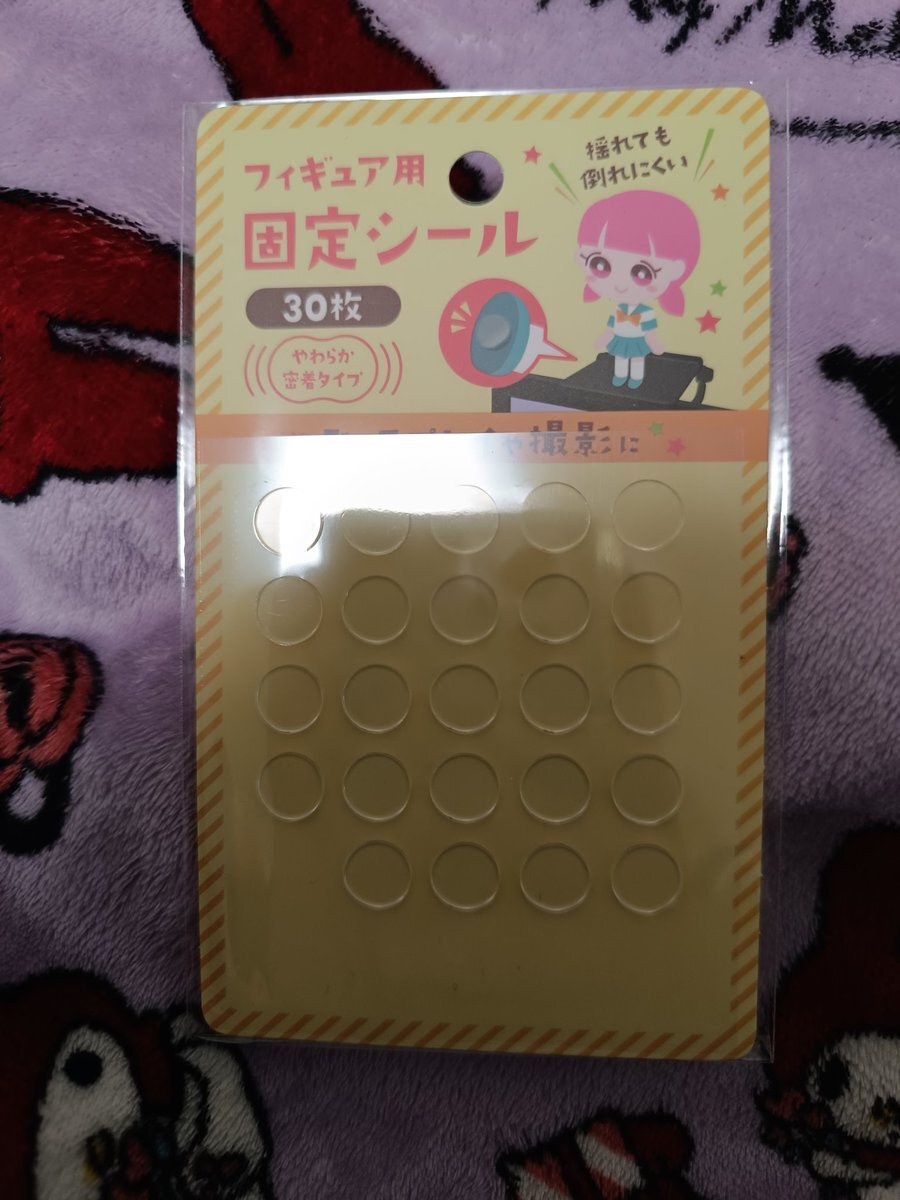 フィギュア用
固定シール
30枚
やわらか
密着タイプ
揺れても
倒れにくい
撮影に